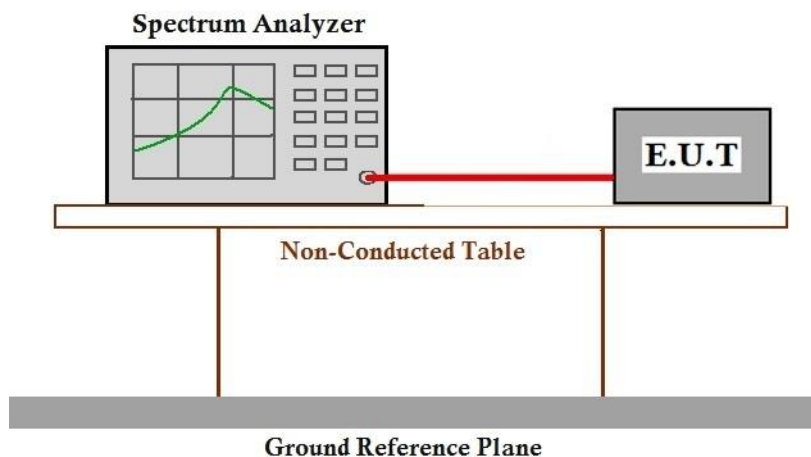 Spectrum Analyzer
E.U.T
Non-Conducted Table
Ground Reference Plane